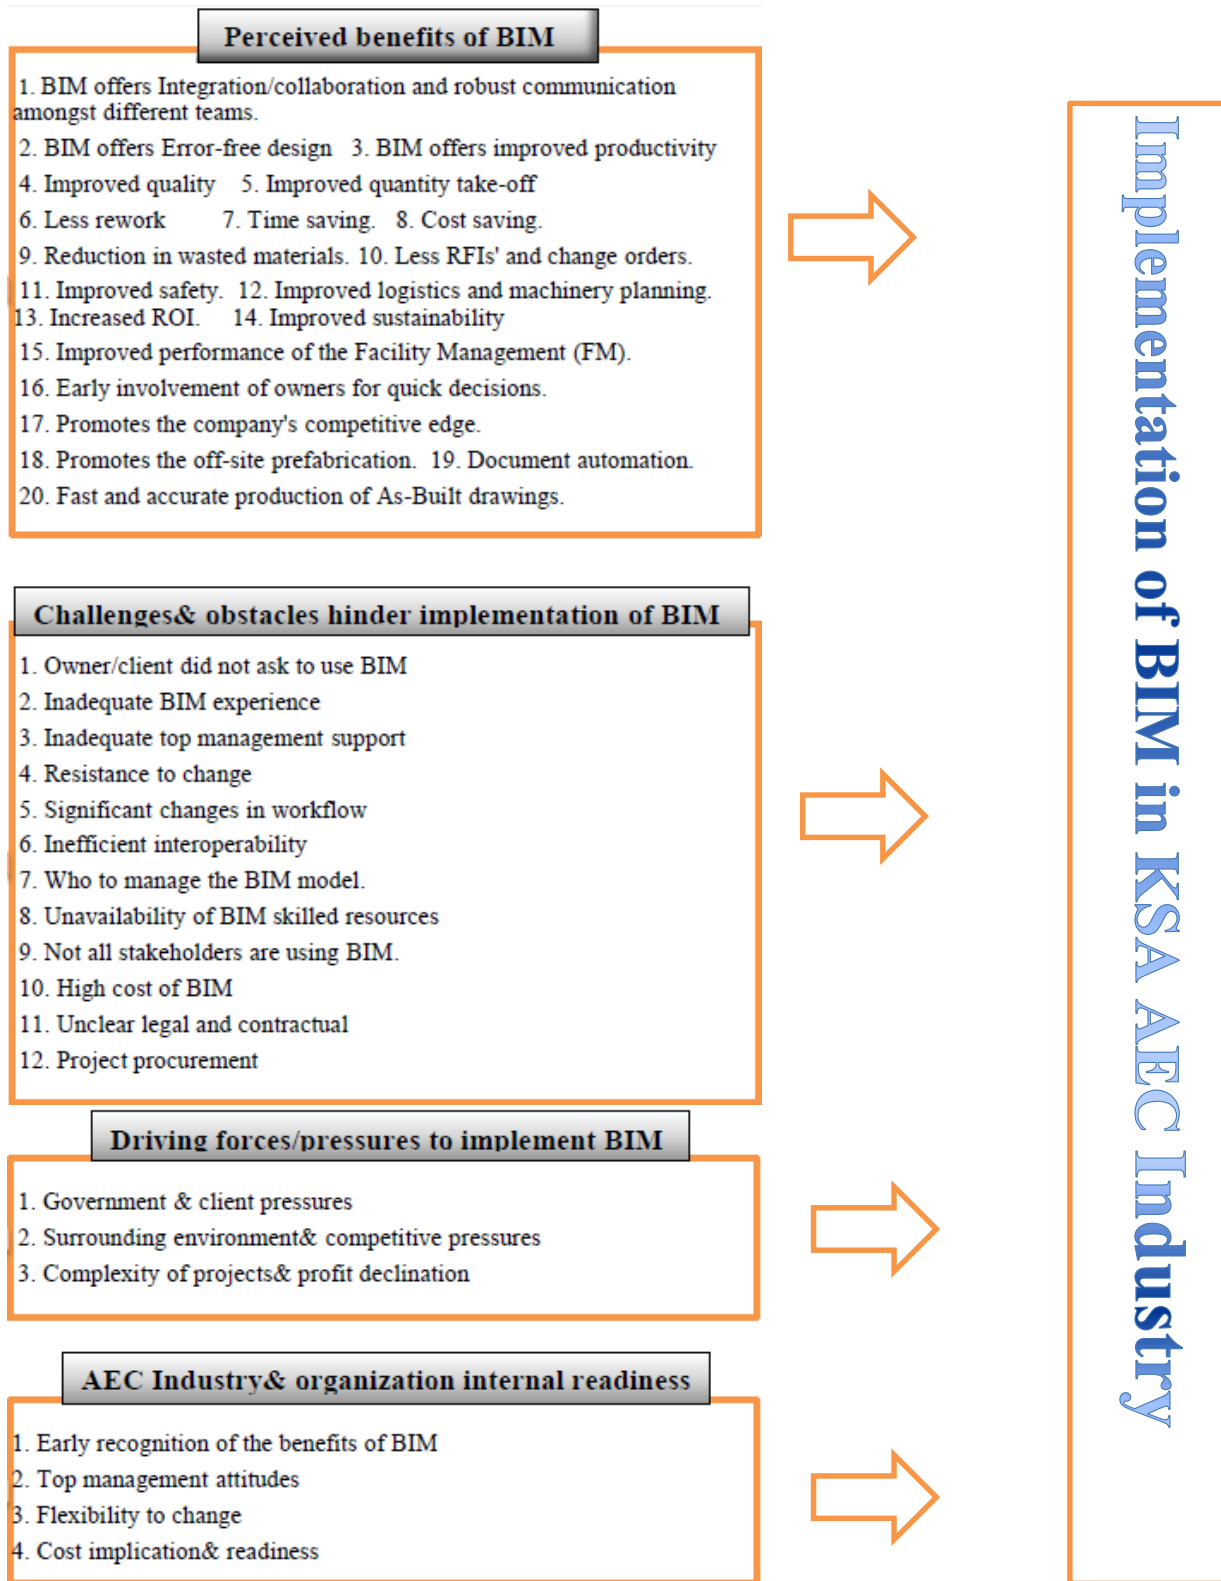 Perceived benefits of BIM
1. BIM offers Integration/collaboration and robust communication
amongst different teams.
2. BIM offers Error-free design 3. BIM offers improved productivity
4. Improved quality 5. Improved quantity take-off
6. Less rework 7. Time saving. 8. Cost saving.
9. Reduction in wasted materials. 10. Less RFIs' and change orders.
11. Improved safety. 12. Improved logistics and machinery planning.
13. Increased ROI. 14. Improved sustainability
15. Improved performance of the Facility Management (FM).
16. Early involvement of owners for quick decisions.
17. Promotes the company's competitive edge.
18. Promotes the off-site prefabrication. 19. Document automation.
20. Fast and accurate production of As-Built drawings.
Challenges& obstacles hinder implementation of BIM
1. Owner/client did not ask to use BIM
2. Inadequate BIM experience
3. Inadequate top management support
4. Resistance to change
5. Significant changes in workflow
6. Inefficient interoperability
7. Who to manage the BIM model.
8. Unavailability of BIM skilled resources
9. Not all stakeholders are using BIM.
10. High cost of BIM
11. Unclear legal and contractual
12. Project procurement
Driving forces/pressures to implement BIM
1. Government & client pressures
2. Surrounding environment& competitive pressures
3. Complexity of projects& profit declination
AEC Industry& organization internal readiness
1. Early recognition of the benefits of BIM
2. Top management attitudes
3. Flexibility to change
4. Cost implication& readiness
Implementation of BIM in KSA AEC Industry